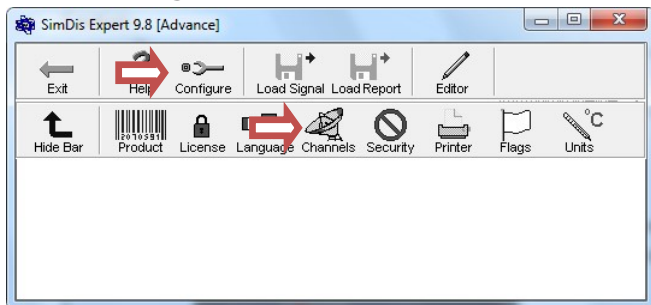 SimDis Expert 9.8 [Advance]
Exit Help Configure Load Signal Load Report Editor
Hide Bar Product License Language Channels Security Printer Flags Units
2070591
°C